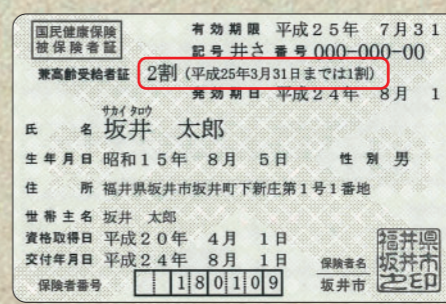 国民健康保険
被保険者証
有効期限 平成25年 7月31
記号 井さ 番号 000-000-00
兼高齢受給者証 2割 (平成25年3月31日までは1割)
発効期日 平成24年 8月 1
サカイ タロウ
氏 名 坂井 太郎
生年月日 昭和15年 8月 5日 性別 男
住 所 福井県坂井市坂井町下新庄第1号1番地
世帯主名 坂井 太郎
資格取得日 平成20年 4月 1日
交付年月日 平成24年 8月 1日
保険者番号 180109
保険者名 坂井市
福井県
坂井市
之印